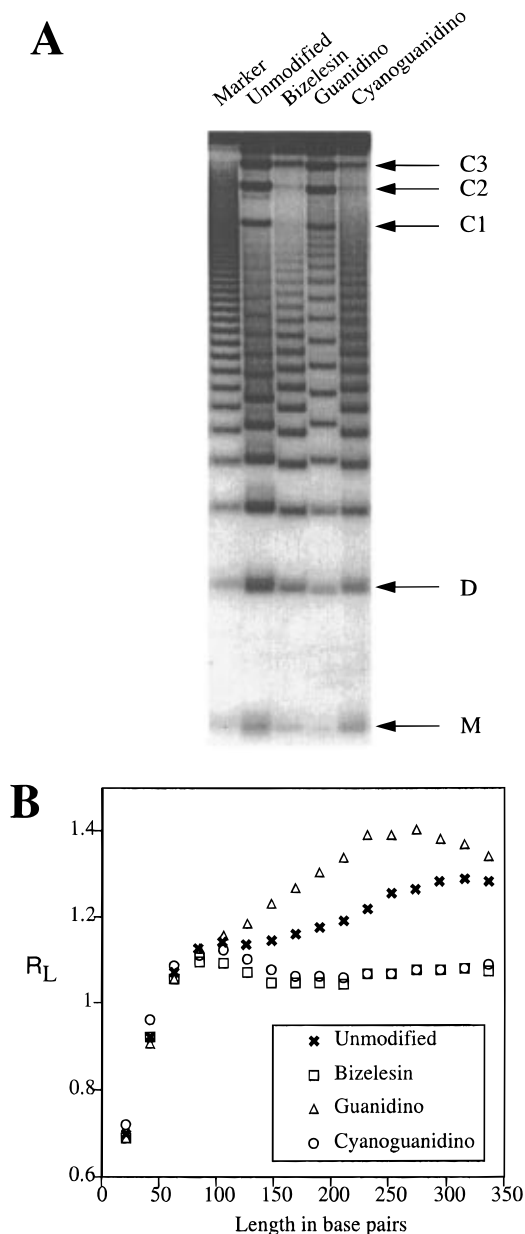 A
Marker
Unmodified
Bizelesin
Guanidino
Cyanoguanidino
C3
C2
C1
D
M
B
1.4
1.2
1
0.8
0.6
RL
0 50 100 150 200 250 300 350
Length in base pairs
Unmodified
Bizelesin
Guanidino
Cyanoguanidino